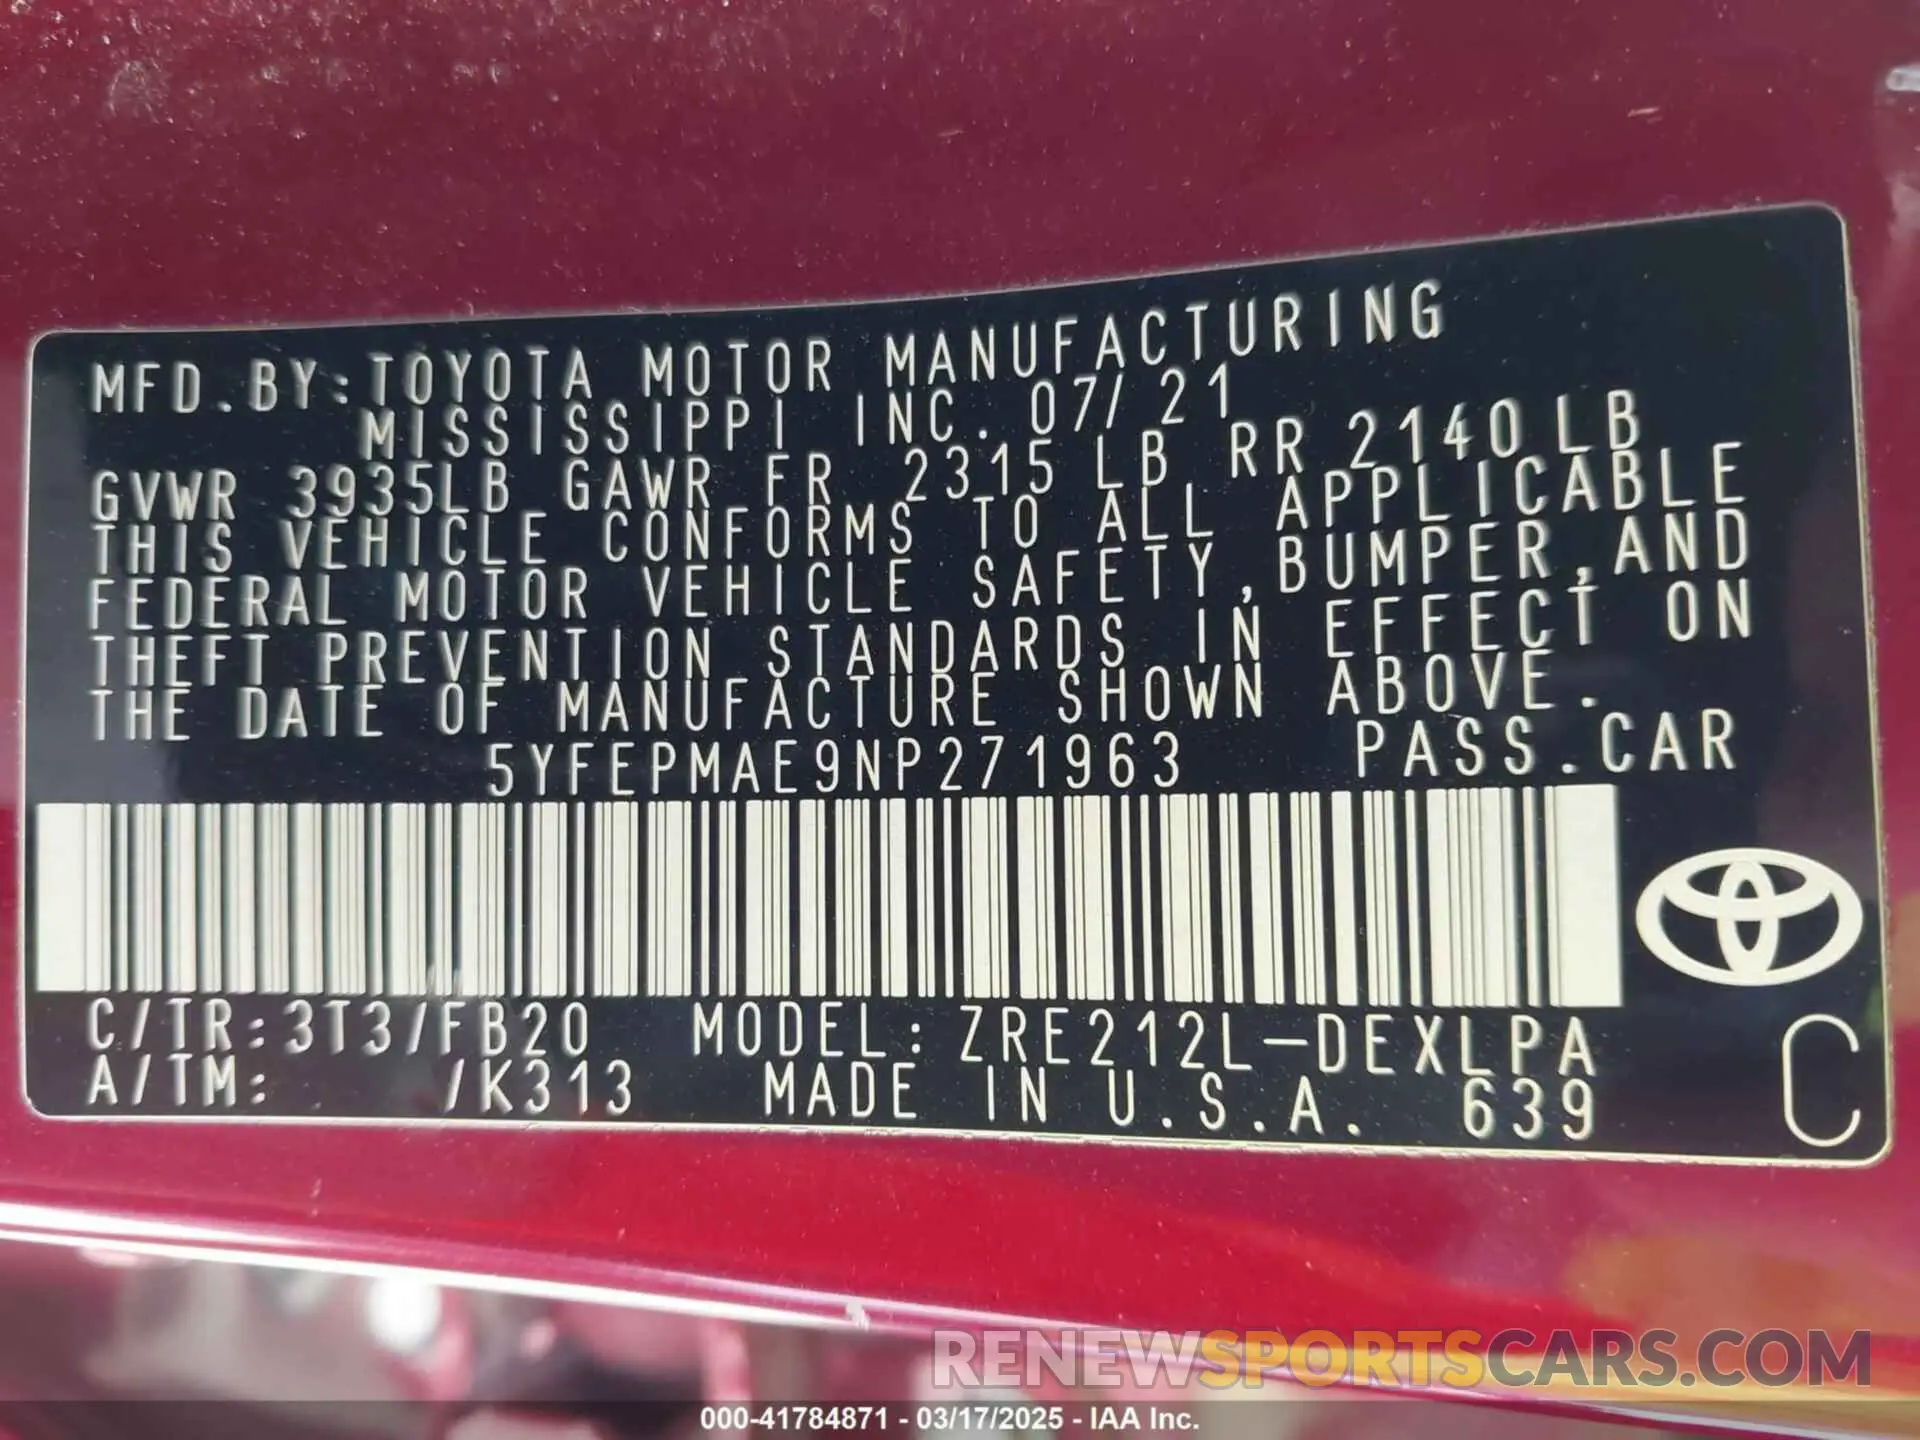 MFD.BY:TOYOTA MOTOR MANUFACTURING
MISSISSIPPI INC. 07/21
GVWR 3935LB GAWR FR 2315 LB RR 2140LB
THIS VEHICLE CONFORMS TO ALL APPLICABLE
FEDERAL MOTOR VEHICLE SAFETY,BUMPER,AND
THEFT PREVENTION STANDARDS IN EFFECT ON
THE DATE OF MANUFACTURE SHOWN ABOVE.
5YFEPMAE9NP271963 PASS.CAR
C/TR:3T3/FB20 MODEL:ZRE212L-DEXLPA
A/TM: /K313 MADE IN U.S.A. 639
C
RENEWSPORTSCARS.COM
000-41784871 - 03/17/2025 - IAA Inc.